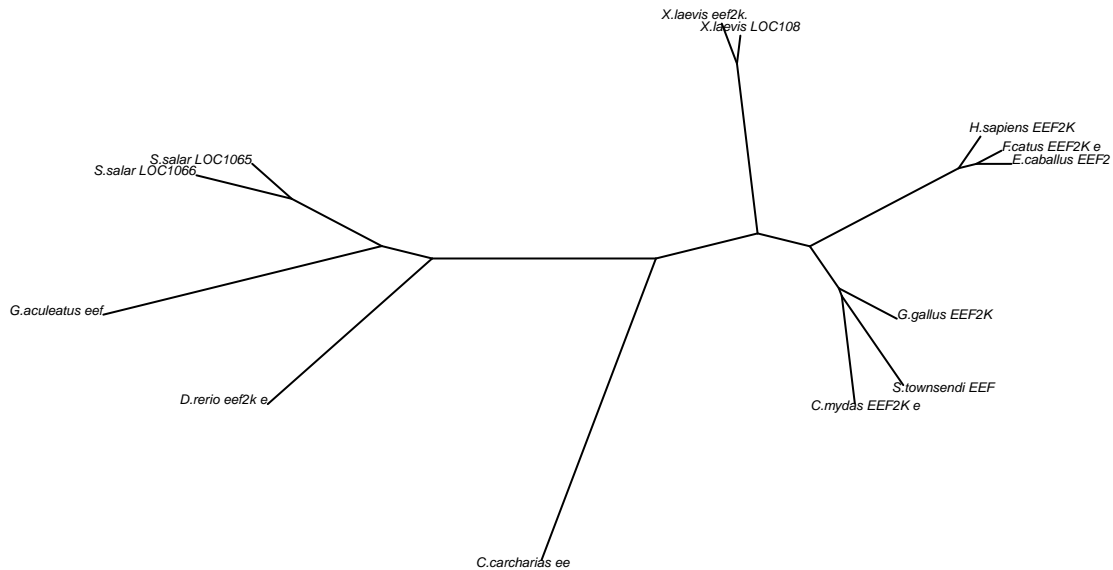 X.laevis eef2k.
X.laevis LOC108
H.sapiens EEF2K
F.catus EEF2K e
E.caballus EEF2
S.salar LOC1065
S.salar LOC1066
G.aculeatus eef
G.gallus EEF2K
S.townsendi EEF
D.rerio eef2k e
C.mydas EEF2K e
C.carcharias ee